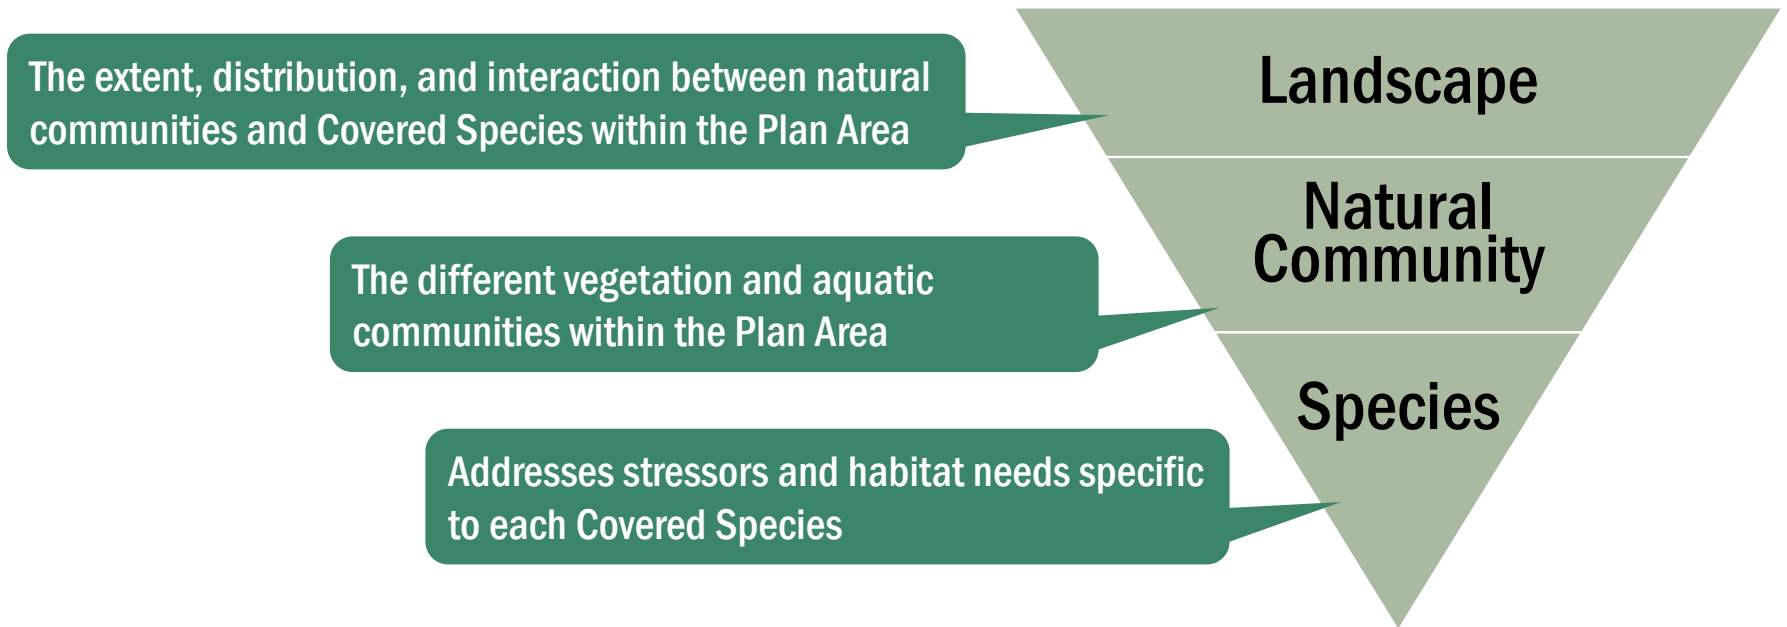 The extent, distribution, and interaction between natural
communities and Covered Species within the Plan Area
Landscape
The different vegetation and aquatic
communities within the Plan Area
Natural
Community
Addresses stressors and habitat needs specific
to each Covered Species
Species